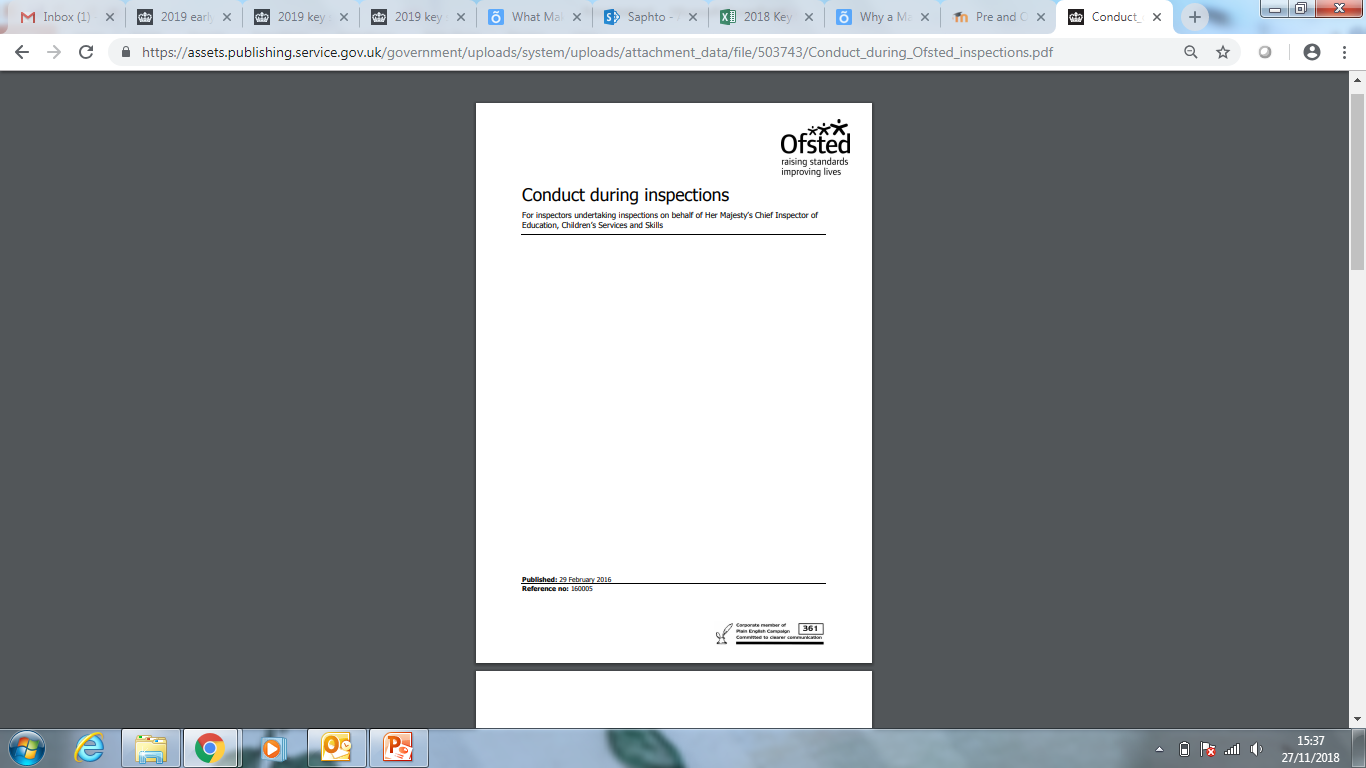 Inbox (1)
2019 earl
2019 key
2019 key
What Mal
Saphto -
2018 Key
Why a Ma
Pre and O
Conduct_
https://assets.publishing.service.gov.uk/government/uploads/system/uploads/attachment_data/file/503743/Conduct_during_Ofsted_inspections.pdf
Ofsted
raising standards
improving lives
Conduct during inspections
For inspectors undertaking inspections on behalf of Her Majesty's Chief Inspector of
Education, Children's Services and Skills
Published: 29 February 2016
Reference no: 160005
Corporate member of
Plain English Campaign
Committed to clearer communication
361
15:37
27/11/2018